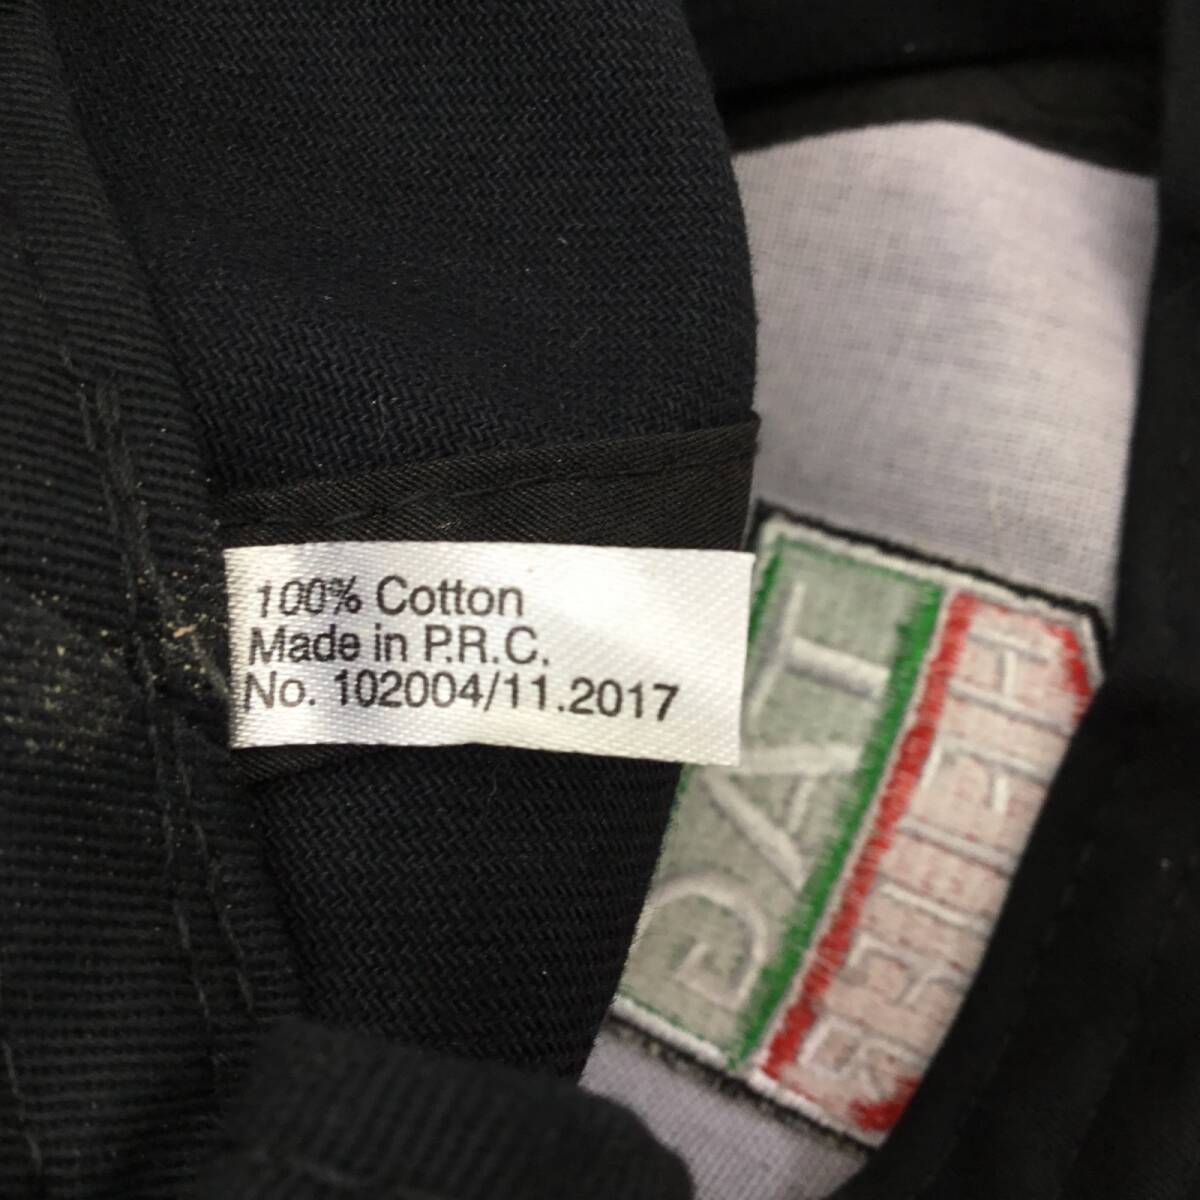 100% Cotton
Made in P.R.C.
No. 102004/11.2017